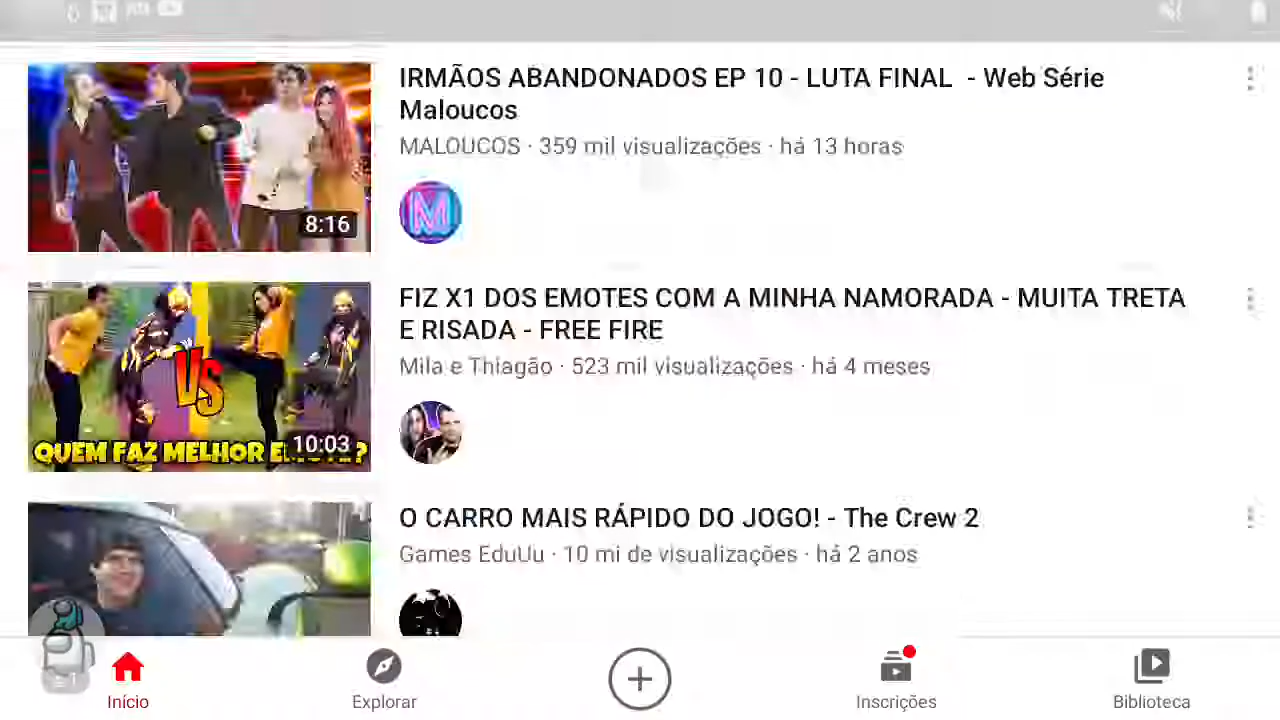 IRMÃOS ABANDONADOS EP 10 - LUTA FINAL - Web Série
Maloucos
MALOUCOS · 359 mil visualizações · há 13 horas
8:16
M
FIZ X1 DOS EMOTES COM A MINHA NAMORADA - MUITA TRETA
E RISADA - FREE FIRE
Mila e Thiagão · 523 mil visualizações · há 4 meses
VS
QUEM FAZ MELHOR
10:03
O CARRO MAIS RÁPIDO DO JOGO! - The Crew 2
Games EduUu · 10 mi de visualizações · há 2 anos
Início
Explorar
Inscrições
Biblioteca